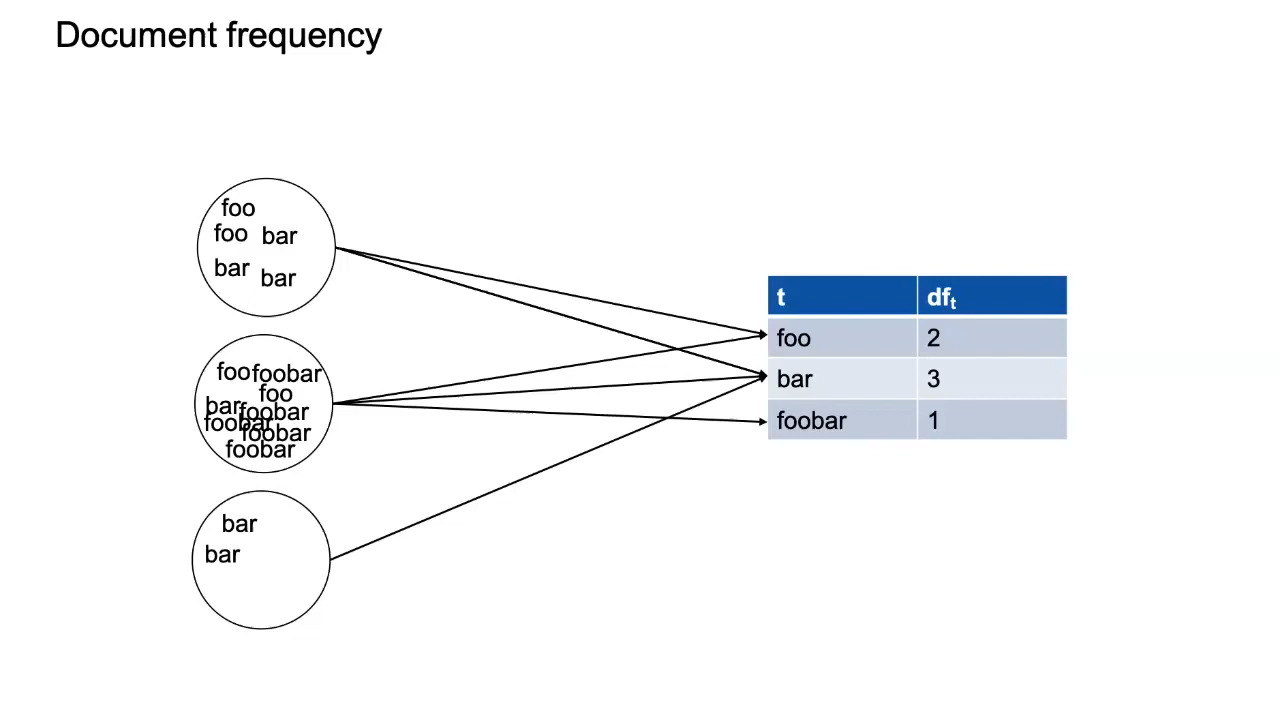 Document frequency
foo
foo bar
bar bar
foo foobar
foo
bar foobar
foobar
foobar
foobar
bar
bar
t df_t
foo 2
bar 3
foobar 1